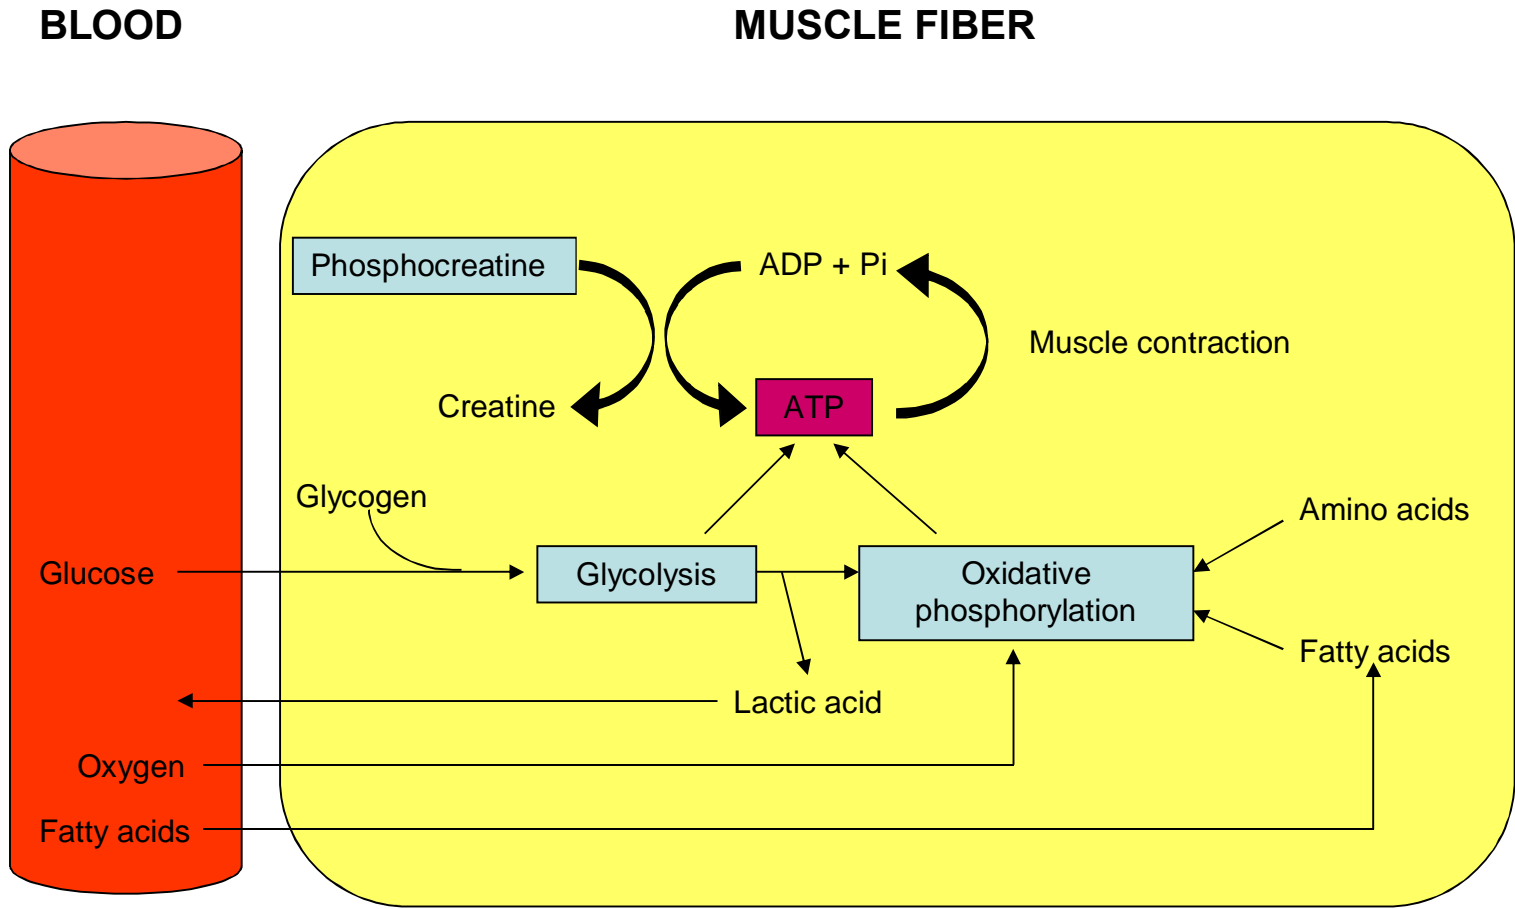 BLOOD
MUSCLE FIBER
Phosphocreatine
ADP + Pi
Muscle contraction
Creatine
ATP
Glycogen
Amino acids
Glucose
Glycolysis
Oxidative
phosphorylation
Fatty acids
Lactic acid
Oxygen
Fatty acids